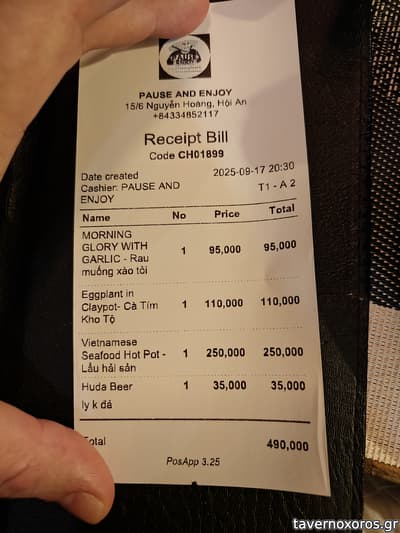 PAUSE AND ENJOY
15/6 Nguyễn Hoàng, Hội An
+84334852117
Receipt Bill
Code CH01899
Date created 2025-09-17 20:30
Cashier: PAUSE AND T1 - A 2
ENJOY
Name No Price Total
MORNING
GLORY WITH
GARLIC - Rau 1 95,000 95,000
muống xào tỏi
Eggplant in
Claypot- Cà Tím 1 110,000 110,000
Kho Tộ
Vietnamese
Seafood Hot Pot - 1 250,000 250,000
Lẩu hải sản
Huda Beer 1 35,000 35,000
ly k đá
Total 490,000
PosApp 3.25
tavernoxoros.gr